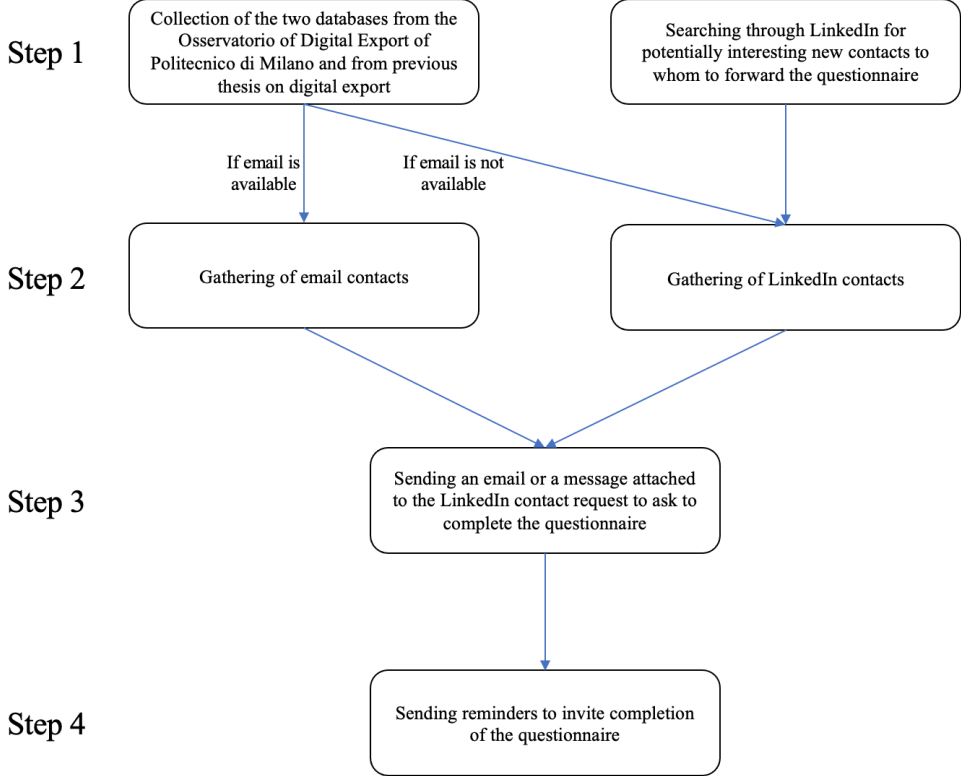 Step 1
Collection of the two databases from the
Osservatorio of Digital Export of
Politecnico di Milano and from previous
thesis on digital export
Searching through LinkedIn for
potentially interesting new contacts to
whom to forward the questionnaire
If email is
available
If email is not
available
Step 2
Gathering of email contacts
Gathering of LinkedIn contacts
Step 3
Sending an email or a message attached
to the LinkedIn contact request to ask to
complete the questionnaire
Step 4
Sending reminders to invite completion
of the questionnaire